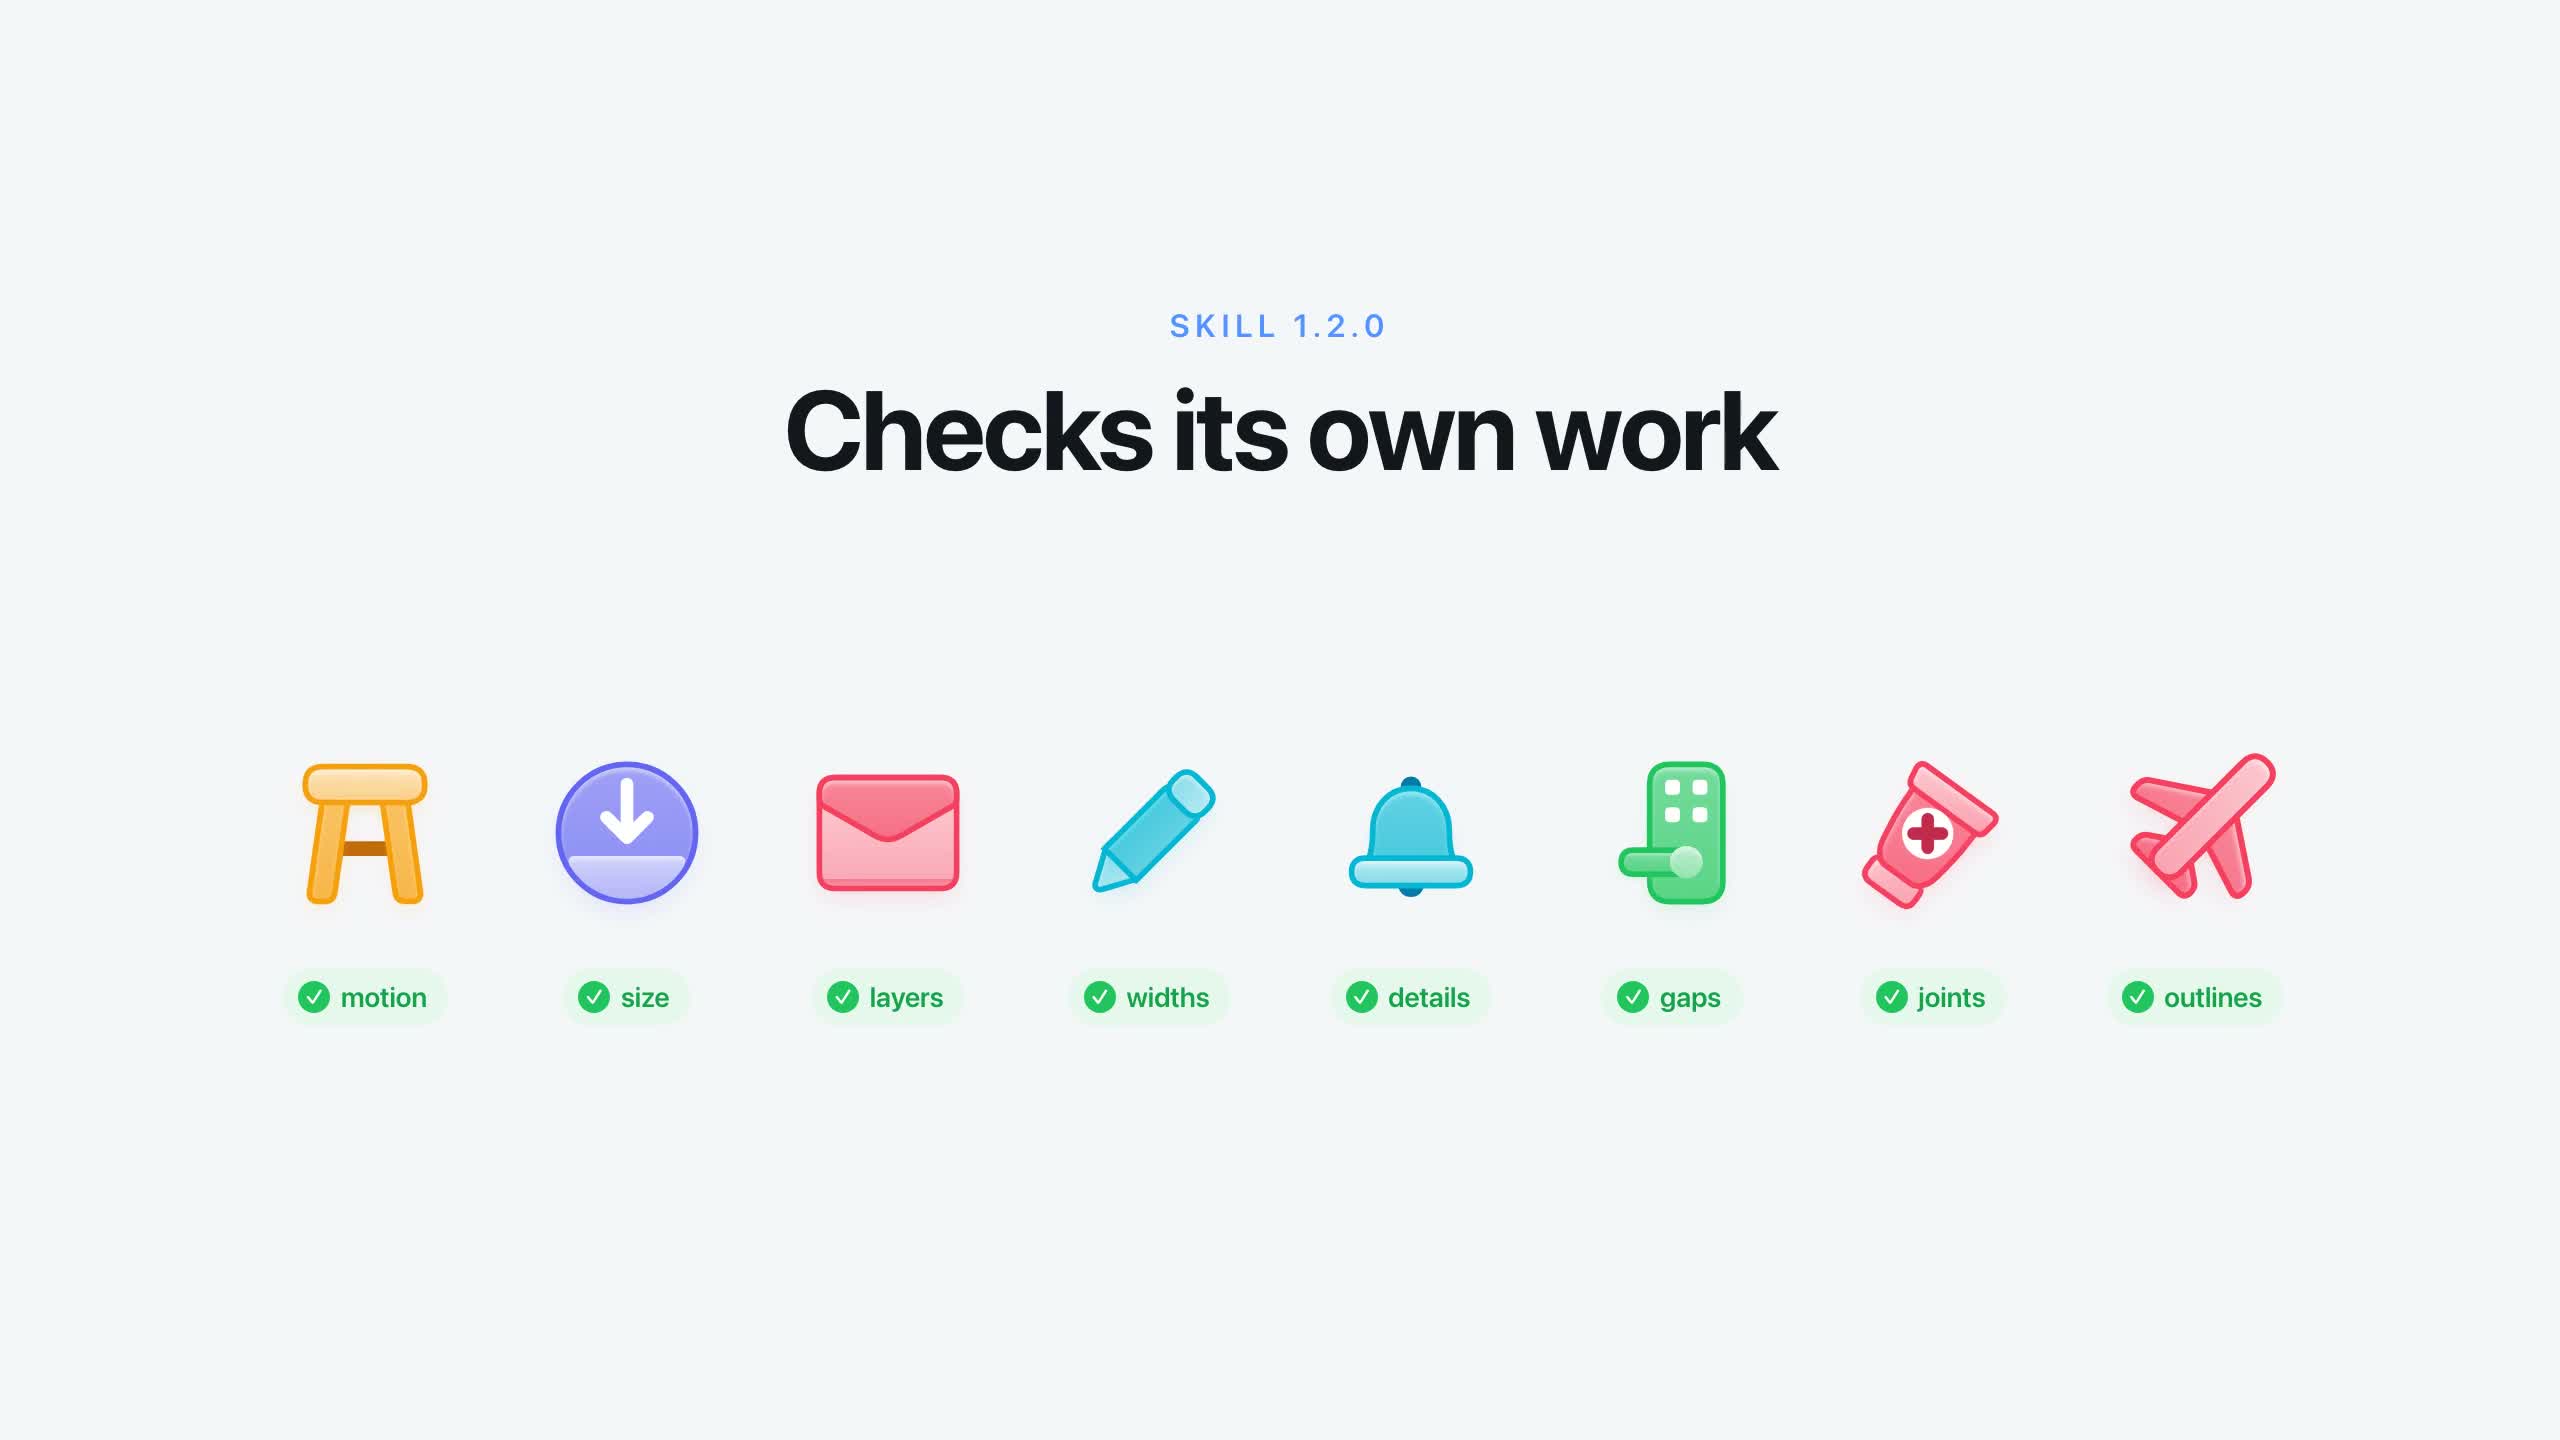 SKILL 1.2.0
Checks its own work
motion size layers widths details gaps joints outlines